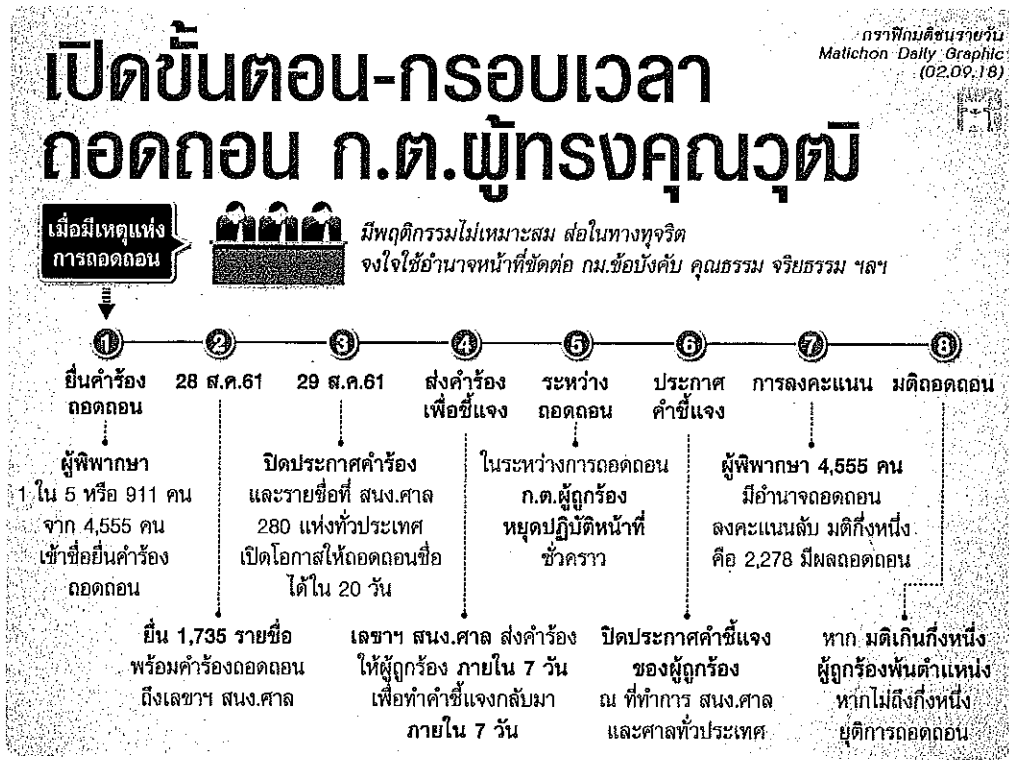 กราฟิกมติชนรายวัน
Matichon Daily Graphic
(02.09.18)
เปิดขั้นตอน-กรอบเวลา
ถอดถอน ก.ต.ผู้ทรงคุณวุฒิ
เมื่อมีเหตุแห่ง
การถอดถอน
มีพฤติกรรมไม่เหมาะสม ส่อในทางทุจริต
จงใจใช้อำนาจหน้าที่ขัดต่อ กม.ข้อบังคับ คุณธรรม จริยธรรม ฯลฯ
1
ยื่นคำร้อง
ถอดถอน
ผู้พิพากษา
1 ใน 5 หรือ 911 คน
จาก 4,555 คน
เข้าชื่อยื่นคำร้อง
ถอดถอน
2
28 ส.ค.61
ยื่น 1,735 รายชื่อ
พร้อมคำร้องถอดถอน
ถึงเลขาฯ สนง.ศาล
3
29 ส.ค.61
ปิดประกาศคำร้อง
และรายชื่อที่ สนง.ศาล
280 แห่งทั่วประเทศ
เปิดโอกาสให้ถอดถอนชื่อ
ได้ใน 20 วัน
4
ส่งคำร้อง
เพื่อชี้แจง
เลขาฯ สนง.ศาล ส่งคำร้อง
ให้ผู้ถูกร้อง ภายใน 7 วัน
เพื่อทำคำชี้แจงกลับมา
ภายใน 7 วัน
5
ระหว่าง
ถอดถอน
ในระหว่างการถอดถอน
ก.ต.ผู้ถูกร้อง
หยุดปฏิบัติหน้าที่
ชั่วคราว
6
ประกาศ
คำชี้แจง
ปิดประกาศคำชี้แจง
ของผู้ถูกร้อง
ณ ที่ทำการ สนง.ศาล
และศาลทั่วประเทศ
7
การลงคะแนน
ผู้พิพากษา 4,555 คน
มีอำนาจถอดถอน
ลงคะแนนลับ มติกึ่งหนึ่ง
คือ 2,278 มีผลถอดถอน
8
มติถอดถอน
หาก มติเกินกึ่งหนึ่ง
ผู้ถูกร้องพ้นตำแหน่ง
หากไม่ถึงกึ่งหนึ่ง
ยุติการถอดถอน